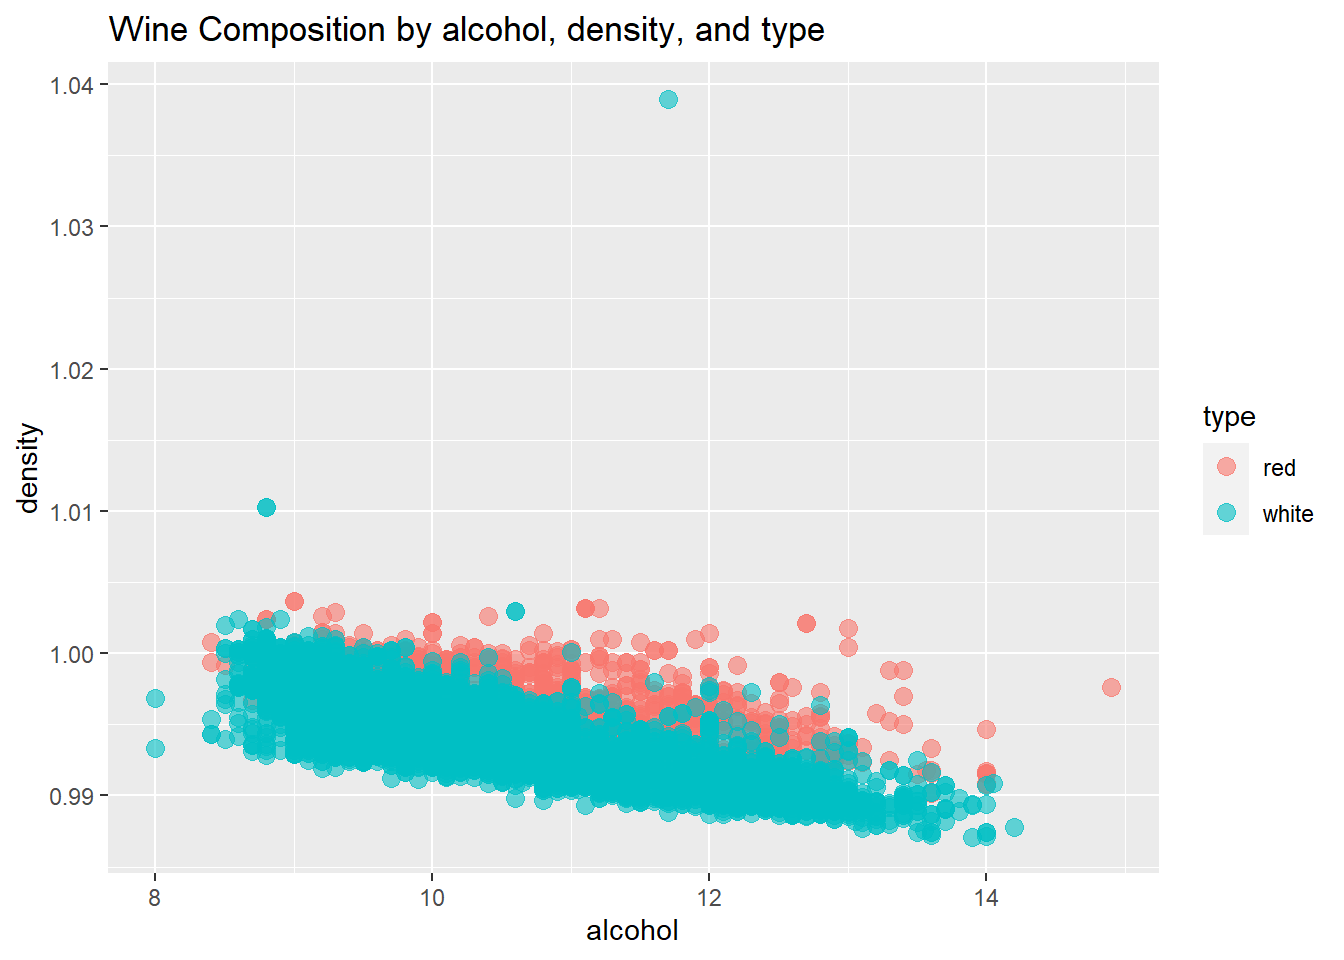 Wine Composition by alcohol, density, and type
1.04
1.03
1.02
1.01
1.00
0.99
density
8 10 12 14
alcohol
type
red
white